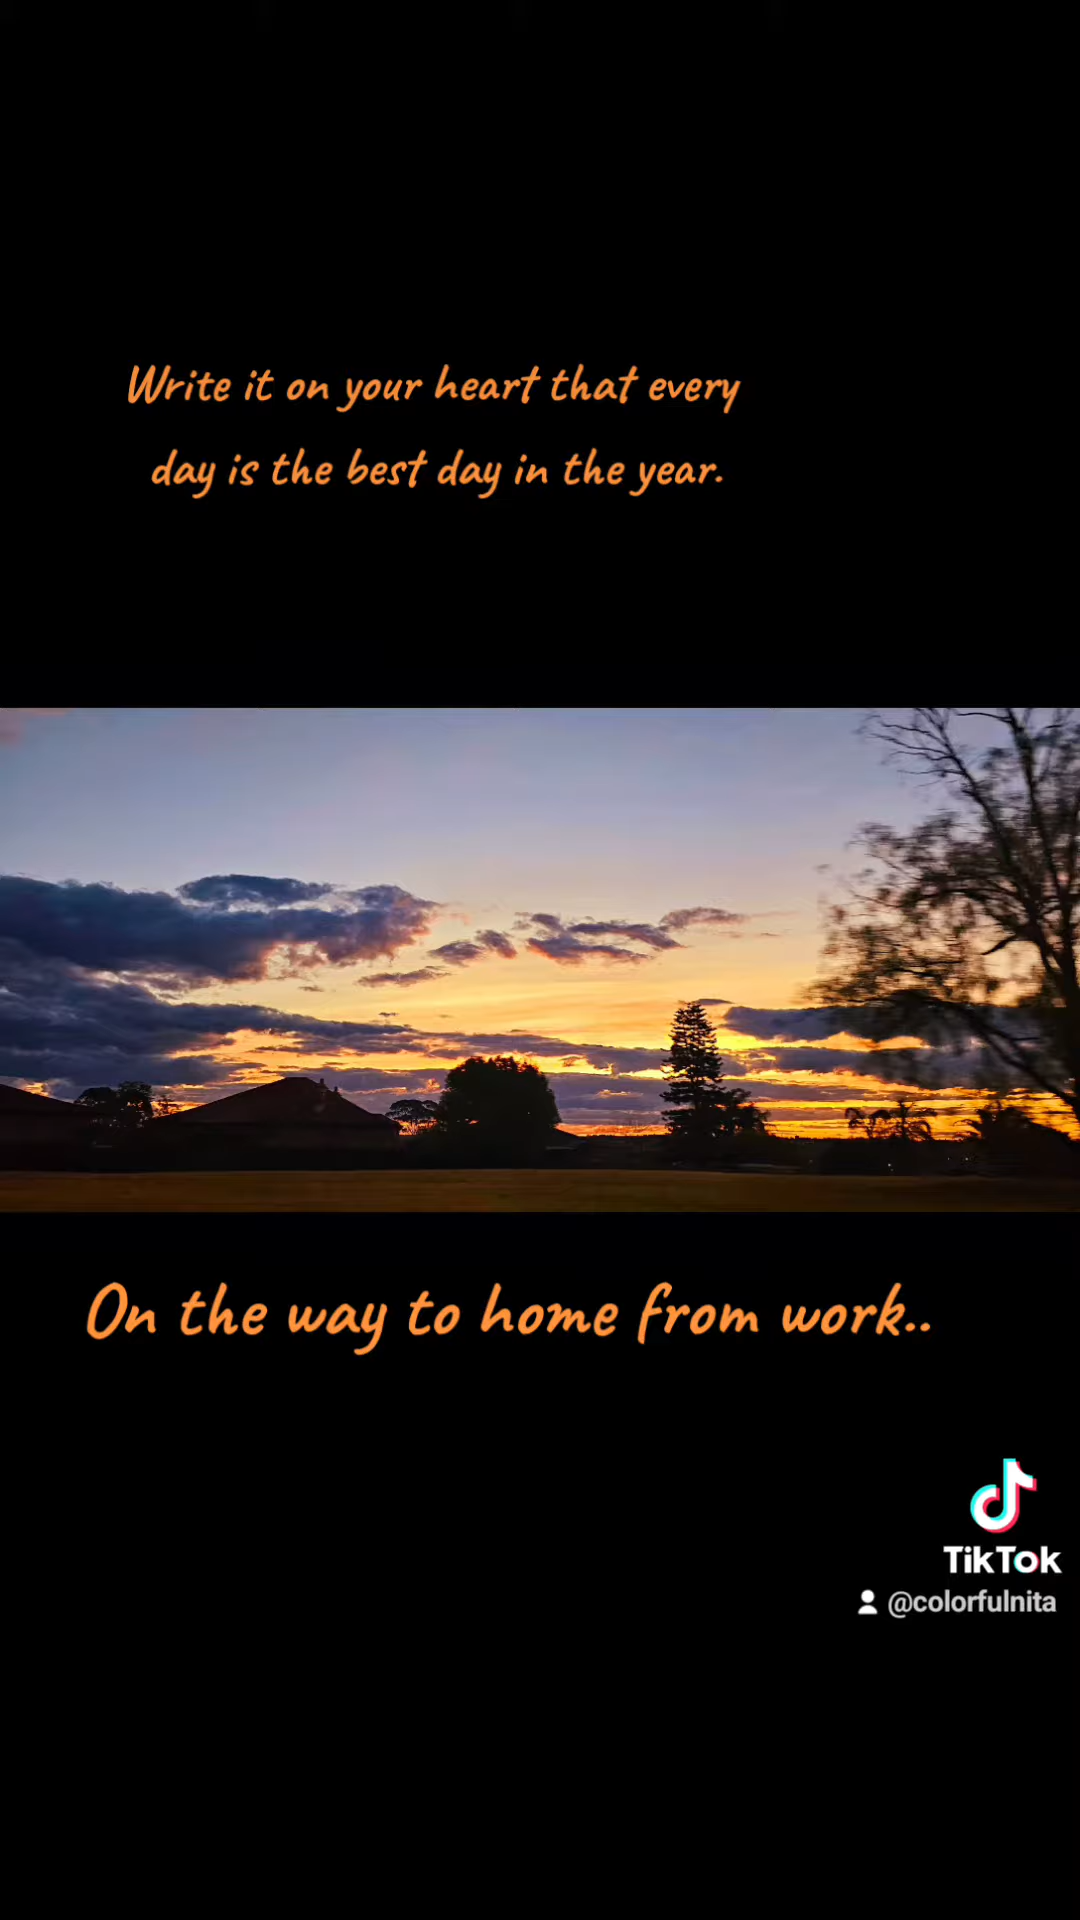 Write it on your heart that every
day is the best day in the year.
On the way to home from work..
TikTok
@colorfulnita